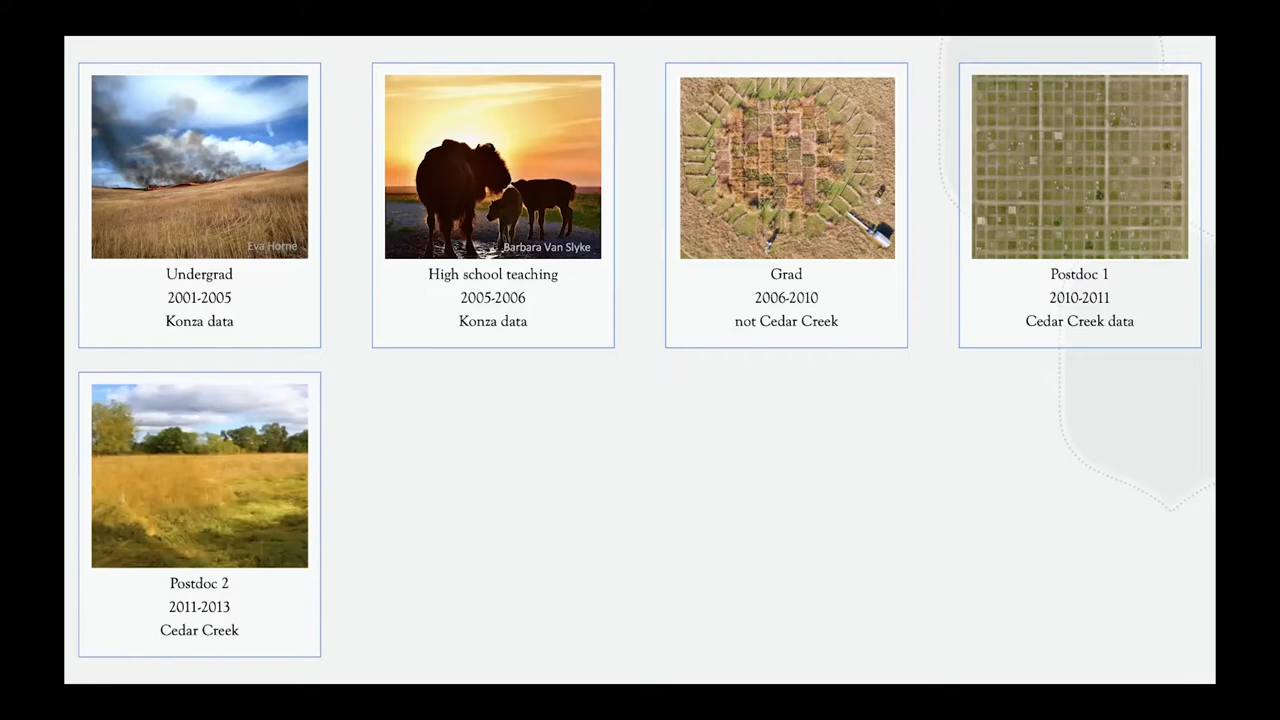 Eva Horne
Undergrad
2001-2005
Konza data
Barbara Van Slyke
High school teaching
2005-2006
Konza data
Grad
2006-2010
not Cedar Creek
Postdoc 1
2010-2011
Cedar Creek data
Postdoc 2
2011-2013
Cedar Creek